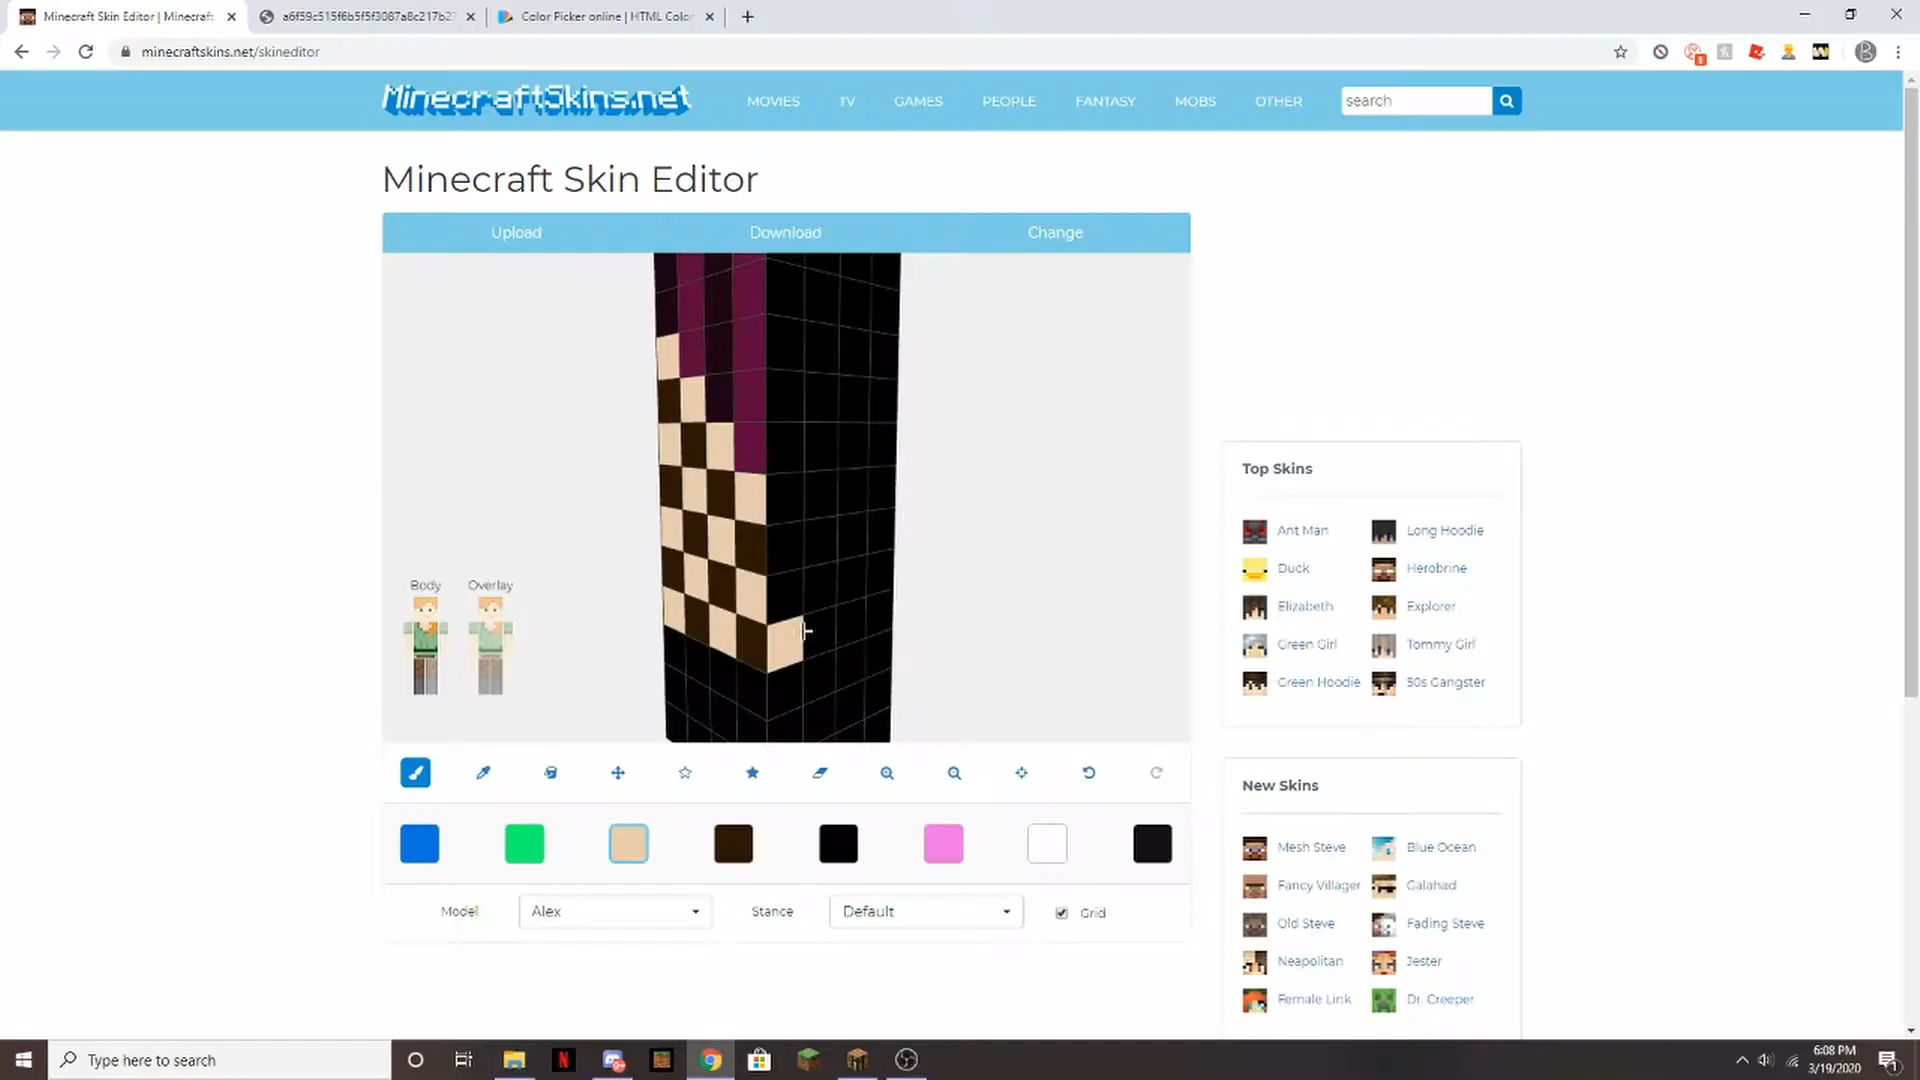 Minecraft Skin Editor | Minecraft
a6f59c515f6b5f5f3087a8c217b27
Color Picker online | HTML Color
minecraftskins.net/skineditor
MinecraftSkins.net
MOVIES
TV
GAMES
PEOPLE
FANTASY
MOBS
OTHER
search
Minecraft Skin Editor
Upload
Download
Change
Body
Overlay
Model
Alex
Stance
Default
Grid
Top Skins
Ant Man
Long Hoodie
Duck
Herobrine
Elizabeth
Explorer
Green Girl
Tommy Girl
Green Hoodie
50s Gangster
New Skins
Mesh Steve
Blue Ocean
Fancy Villager
Galahad
Old Steve
Fading Steve
Neapolitan
Jester
Female Link
Dr. Creeper
Type here to search
6:08 PM
3/19/2020